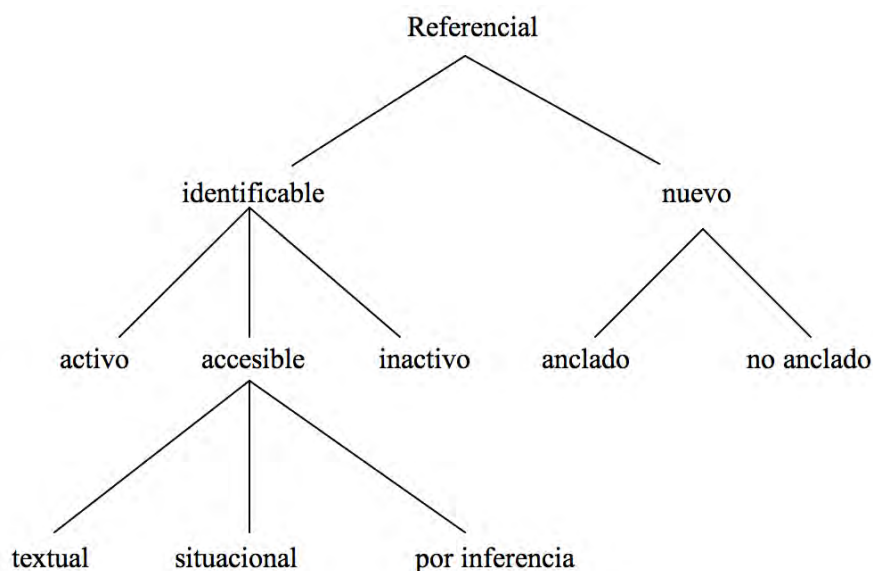 Referencial
identificable nuevo
activo accesible inactivo anclado no anclado
textual situacional por inferencia